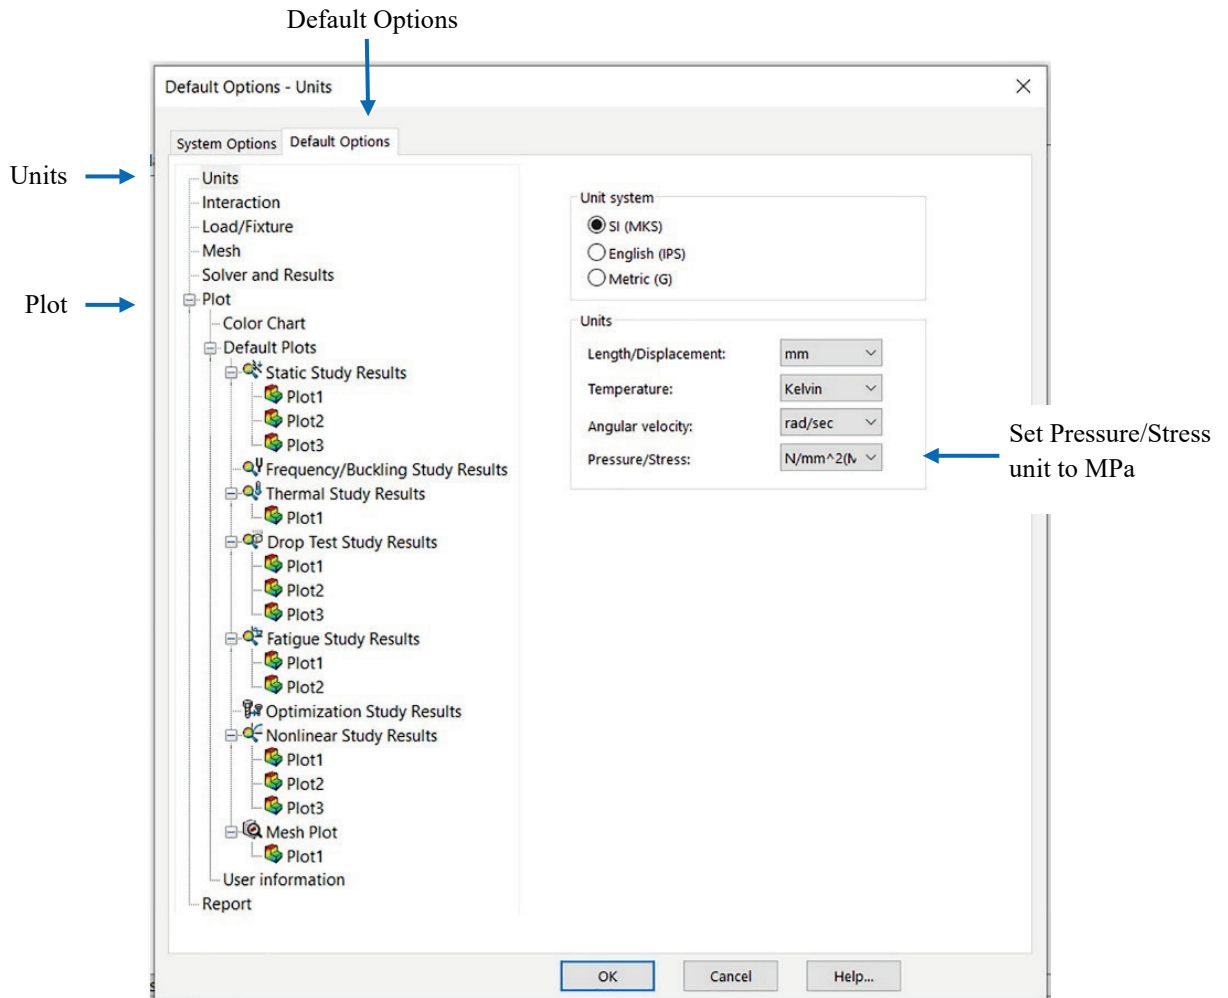 Default Options
Default Options - Units
System Options
Default Options
Units
Units
Interaction
Load/Fixture
Mesh
Solver and Results
Plot
Plot
Color Chart
Default Plots
Static Study Results
Plot1
Plot2
Plot3
Frequency/Buckling Study Results
Thermal Study Results
Plot1
Drop Test Study Results
Plot1
Plot2
Plot3
Fatigue Study Results
Plot1
Plot2
Optimization Study Results
Nonlinear Study Results
Plot1
Plot2
Plot3
Mesh Plot
Plot1
User information
Report
Unit system
SI (MKS)
English (IPS)
Metric (G)
Units
Length/Displacement: mm
Temperature: Kelvin
Angular velocity: rad/sec
Pressure/Stress: N/mm^2(
Set Pressure/Stress
unit to MPa
OK Cancel Help...